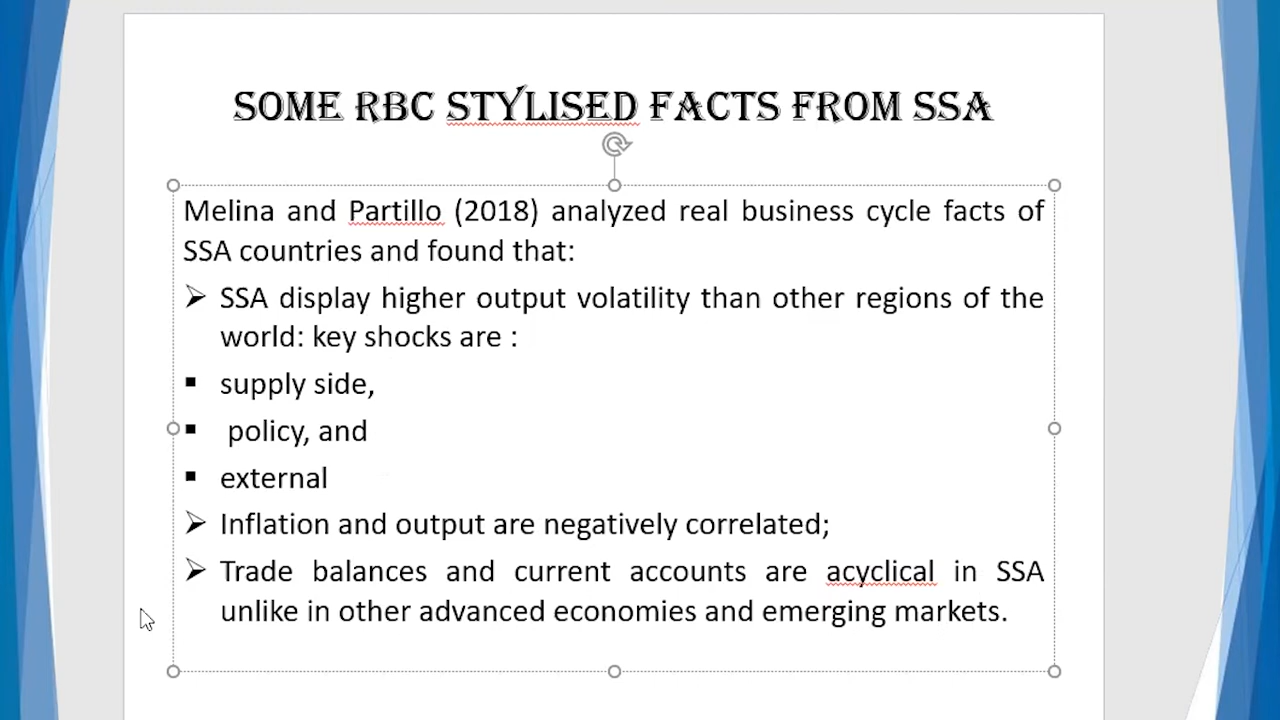 SOME RBC STYLISED FACTS FROM SSA
Melina and Partillo (2018) analyzed real business cycle facts of
SSA countries and found that:
➢ SSA display higher output volatility than other regions of the
world: key shocks are :
▪ supply side,
▪ policy, and
▪ external
➢ Inflation and output are negatively correlated;
➢ Trade balances and current accounts are acyclical in SSA
unlike in other advanced economies and emerging markets.